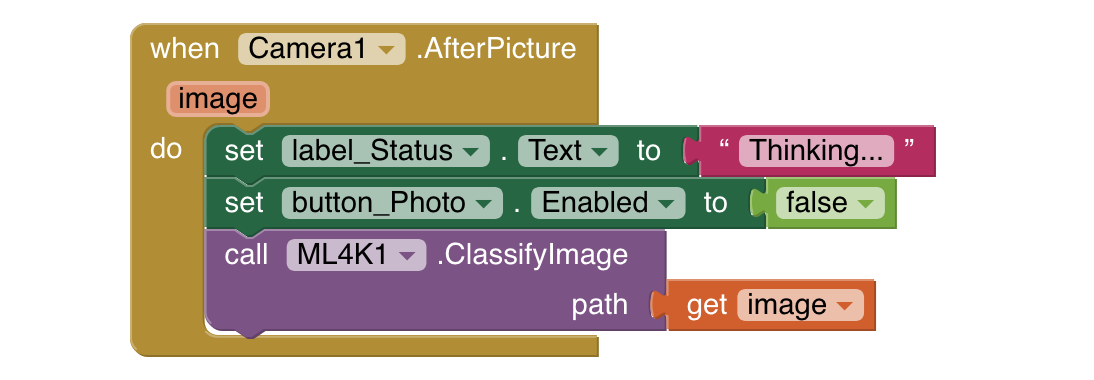 when Camera1 .AfterPicture
image
do set label_Status . Text to “ Thinking... ”
set button_Photo . Enabled to false
call ML4K1 .ClassifyImage
path get image